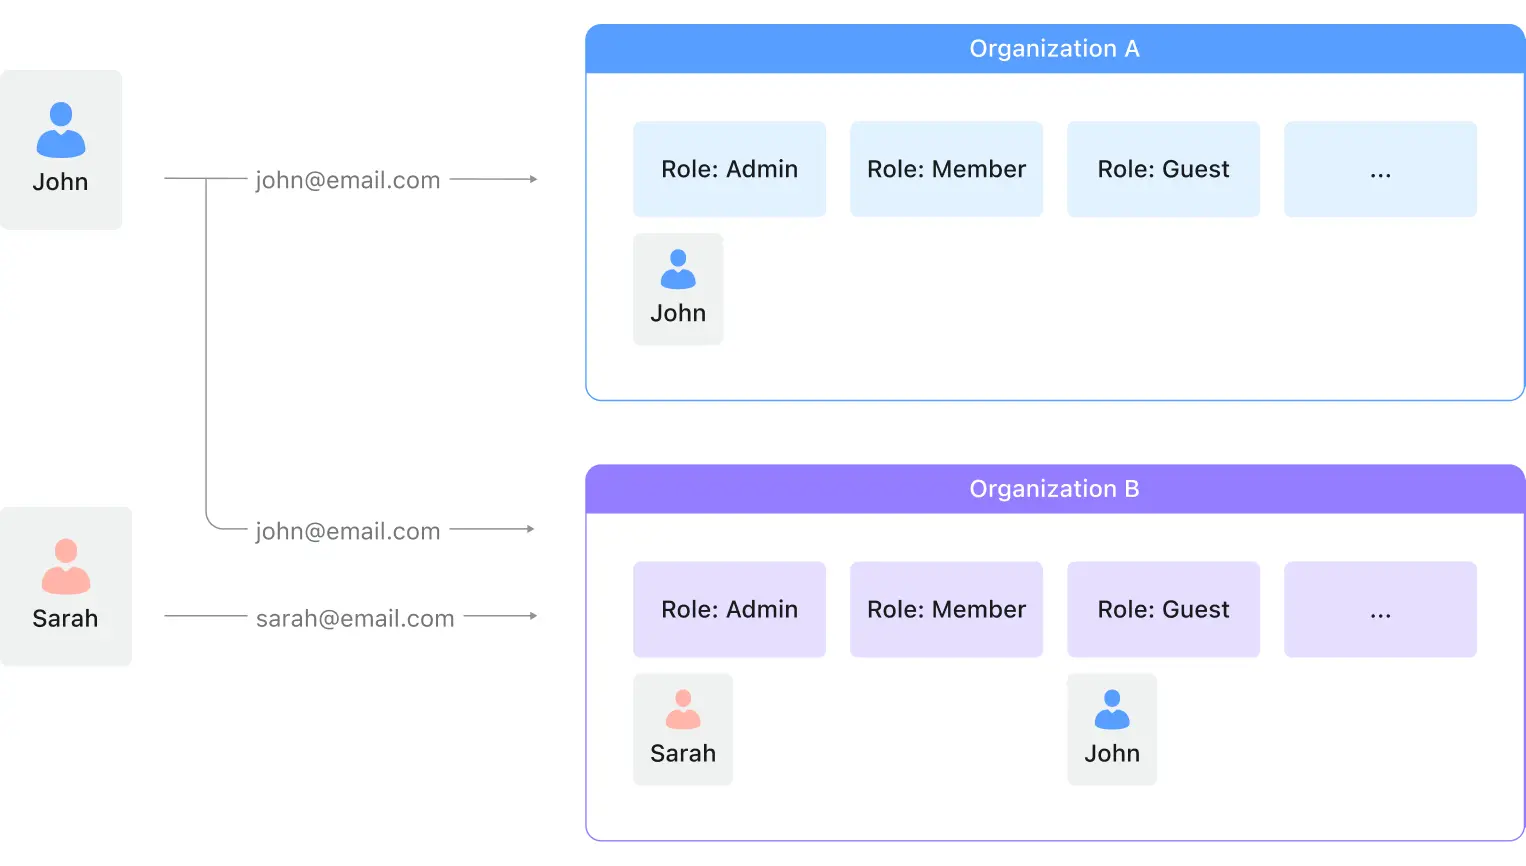 Organization A
John
john@email.com
Role: Admin
Role: Member
Role: Guest
...
John
Organization B
john@email.com
Sarah
sarah@email.com
Role: Admin
Role: Member
Role: Guest
...
Sarah
John